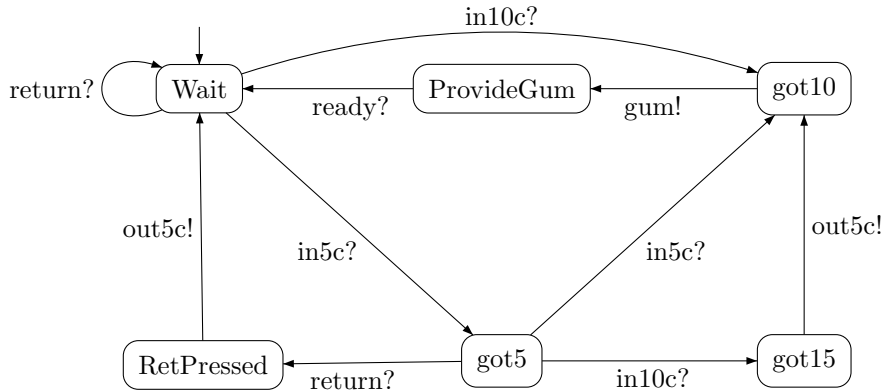 in10c?
return?
Wait
ProvideGum
got10
ready?
gum!
out5c!
in5c?
in5c?
out5c!
RetPressed
got5
got15
return?
in10c?